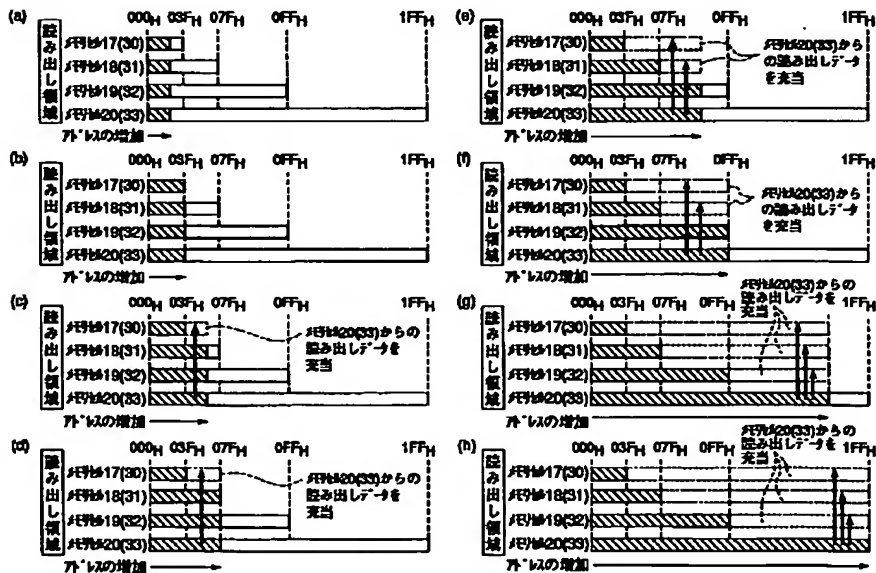 (a)
000H 03FH 07FH 0FFH 1FFH
読み出し領域
メモリセル17(30)
メモリセル18(31)
メモリセル19(32)
メモリセル20(33)
アドレスの増加
(b)
000H 03FH 07FH 0FFH 1FFH
読み出し領域
メモリセル17(30)
メモリセル18(31)
メモリセル19(32)
メモリセル20(33)
アドレスの増加
(c)
000H 03FH 07FH 0FFH 1FFH
読み出し領域
メモリセル17(30)
メモリセル18(31)
メモリセル19(32)
メモリセル20(33)
メモリセル20(33)からの
読み出しデータを
充当
アドレスの増加
(d)
000H 03FH 07FH 0FFH 1FFH
読み出し領域
メモリセル17(30)
メモリセル18(31)
メモリセル19(32)
メモリセル20(33)
メモリセル20(33)からの
読み出しデータを
充当
アドレスの増加
(e)
000H 03FH 07FH 0FFH 1FFH
読み出し領域
メモリセル17(30)
メモリセル18(31)
メモリセル19(32)
メモリセル20(33)
メモリセル20(33)から
の読み出しデータ
を充当
アドレスの増加
(f)
000H 03FH 07FH 0FFH 1FFH
読み出し領域
メモリセル17(30)
メモリセル18(31)
メモリセル19(32)
メモリセル20(33)
メモリセル20(33)から
の読み出しデータ
を充当
アドレスの増加
(g)
000H 03FH 07FH 0FFH 1FFH
メモリセル20(33)からの
読み出しデータを
充当
読み出し領域
メモリセル17(30)
メモリセル18(31)
メモリセル19(32)
メモリセル20(33)
アドレスの増加
(h)
000H 03FH 07FH 0FFH 1FFH
メモリセル20(33)からの
読み出しデータを
充当
読み出し領域
メモリセル17(30)
メモリセル18(31)
メモリセル19(32)
メモリセル20(33)
アドレスの増加